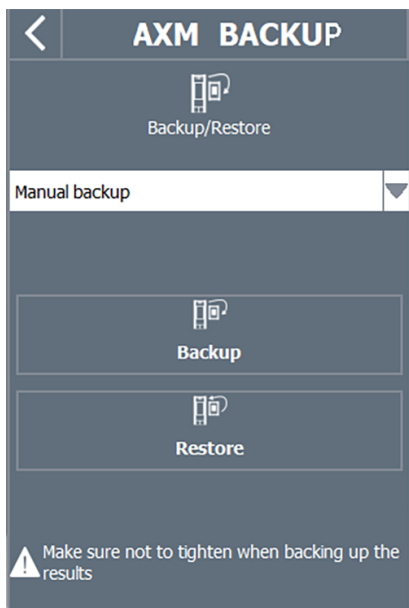 AXM BACKUP
Backup/Restore
Manual backup
Backup
Restore
Make sure not to tighten when backing up the
results